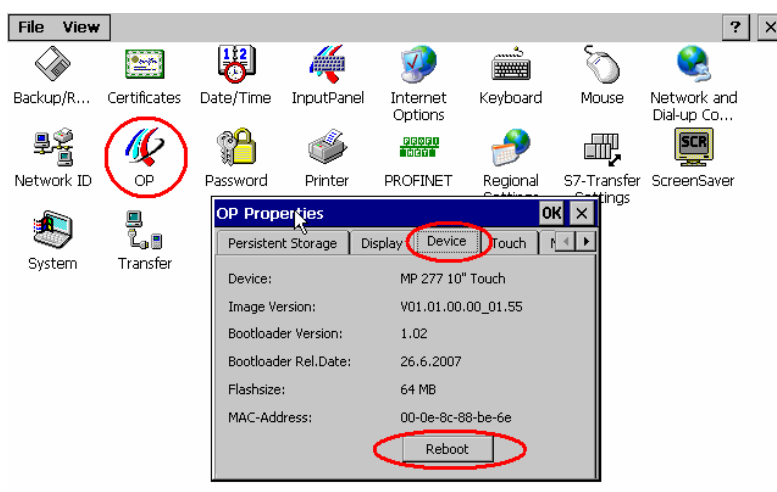 File View ? ×
Backup/R... Certificates Date/Time InputPanel Internet Options Keyboard Mouse Network and Dial-up Co...
Network ID OP Password Printer PROFINET Regional S7-Transfer ScreenSaver
System Transfer
OP Properties OK ×
Persistent Storage Display Device Touch
Device: MP 277 10" Touch
Image Version: V01.01.00.00_01.55
Bootloader Version: 1.02
Bootloader Rel.Date: 26.6.2007
Flashsize: 64 MB
MAC-Address: 00-0e-8c-88-be-6e
Reboot